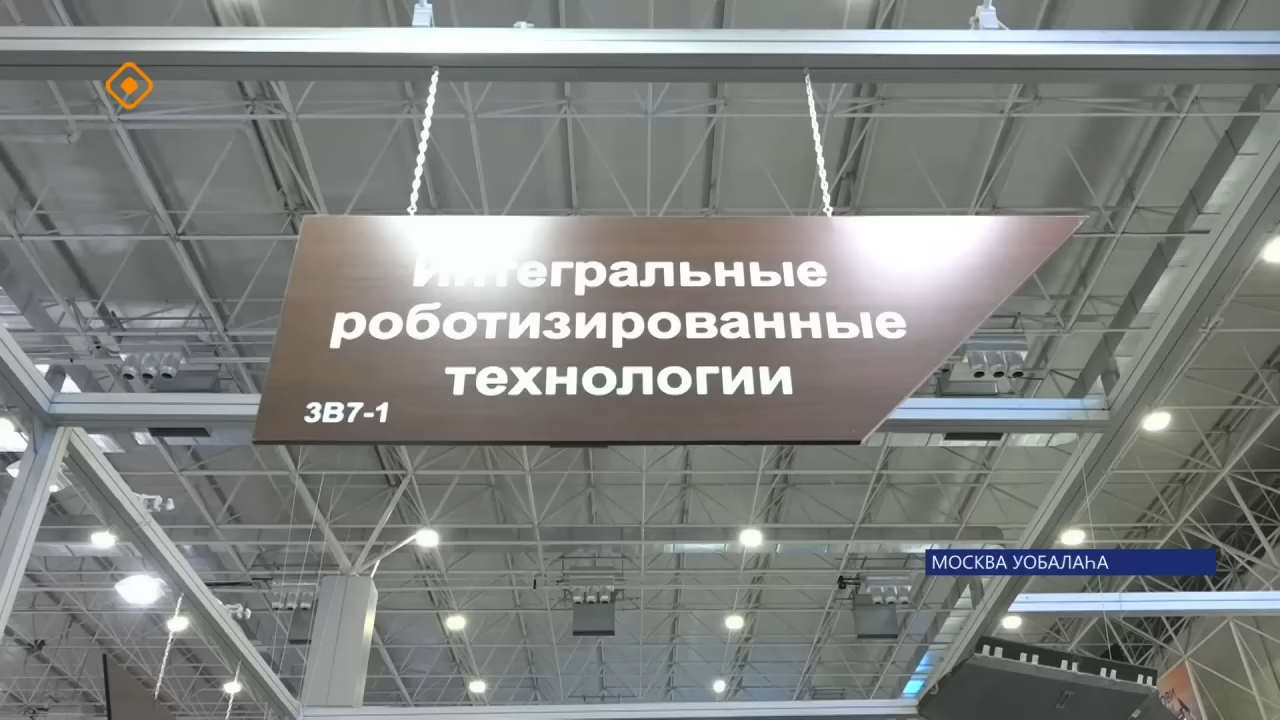 Интегральные
роботизированные
технологии
3В7-1
МОСКВА УОБАЛАҺА